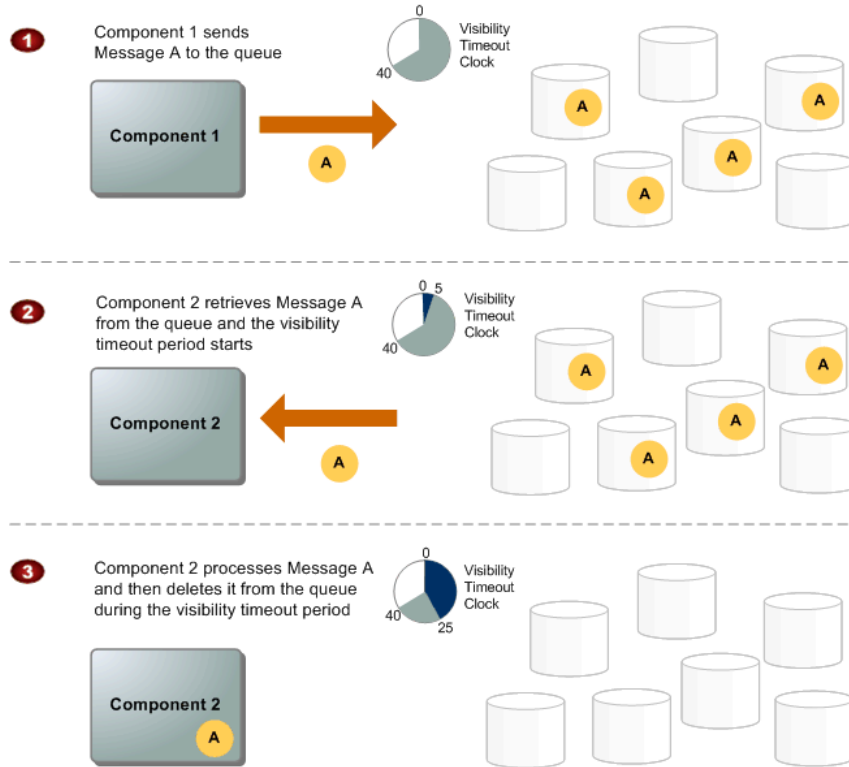 1
Component 1 sends
Message A to the queue
0
40
Visibility
Timeout
Clock
Component 1
A
A
A
A
A
2
Component 2 retrieves Message A
from the queue and the visibility
timeout period starts
0 5
40
Visibility
Timeout
Clock
Component 2
A
A
A
A
A
3
Component 2 processes Message A
and then deletes it from the queue
during the visibility timeout period
0
40
25
Visibility
Timeout
Clock
Component 2
A